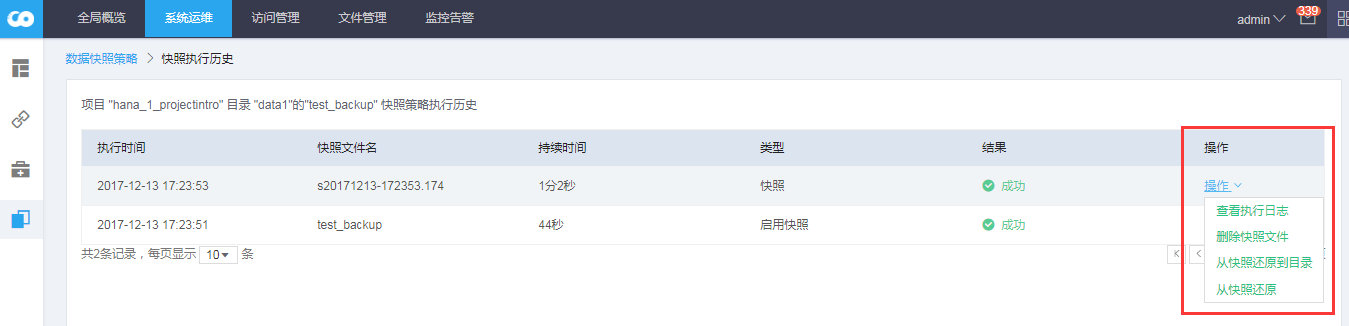 全局概览 系统运维 访问管理 文件管理 监控告警 admin 339
数据快照策略 > 快照执行历史
项目 "hana_1_projectintro" 目录 "data1"的"test_backup" 快照策略执行历史
执行时间 快照文件名 持续时间 类型 结果 操作
2017-12-13 17:23:53 s20171213-172353.174 1分2秒 快照 成功 操作
2017-12-13 17:23:51 test_backup 44秒 启用快照 成功
共2条记录，每页显示 10 条
查看执行日志
删除快照文件
从快照还原到目录
从快照还原